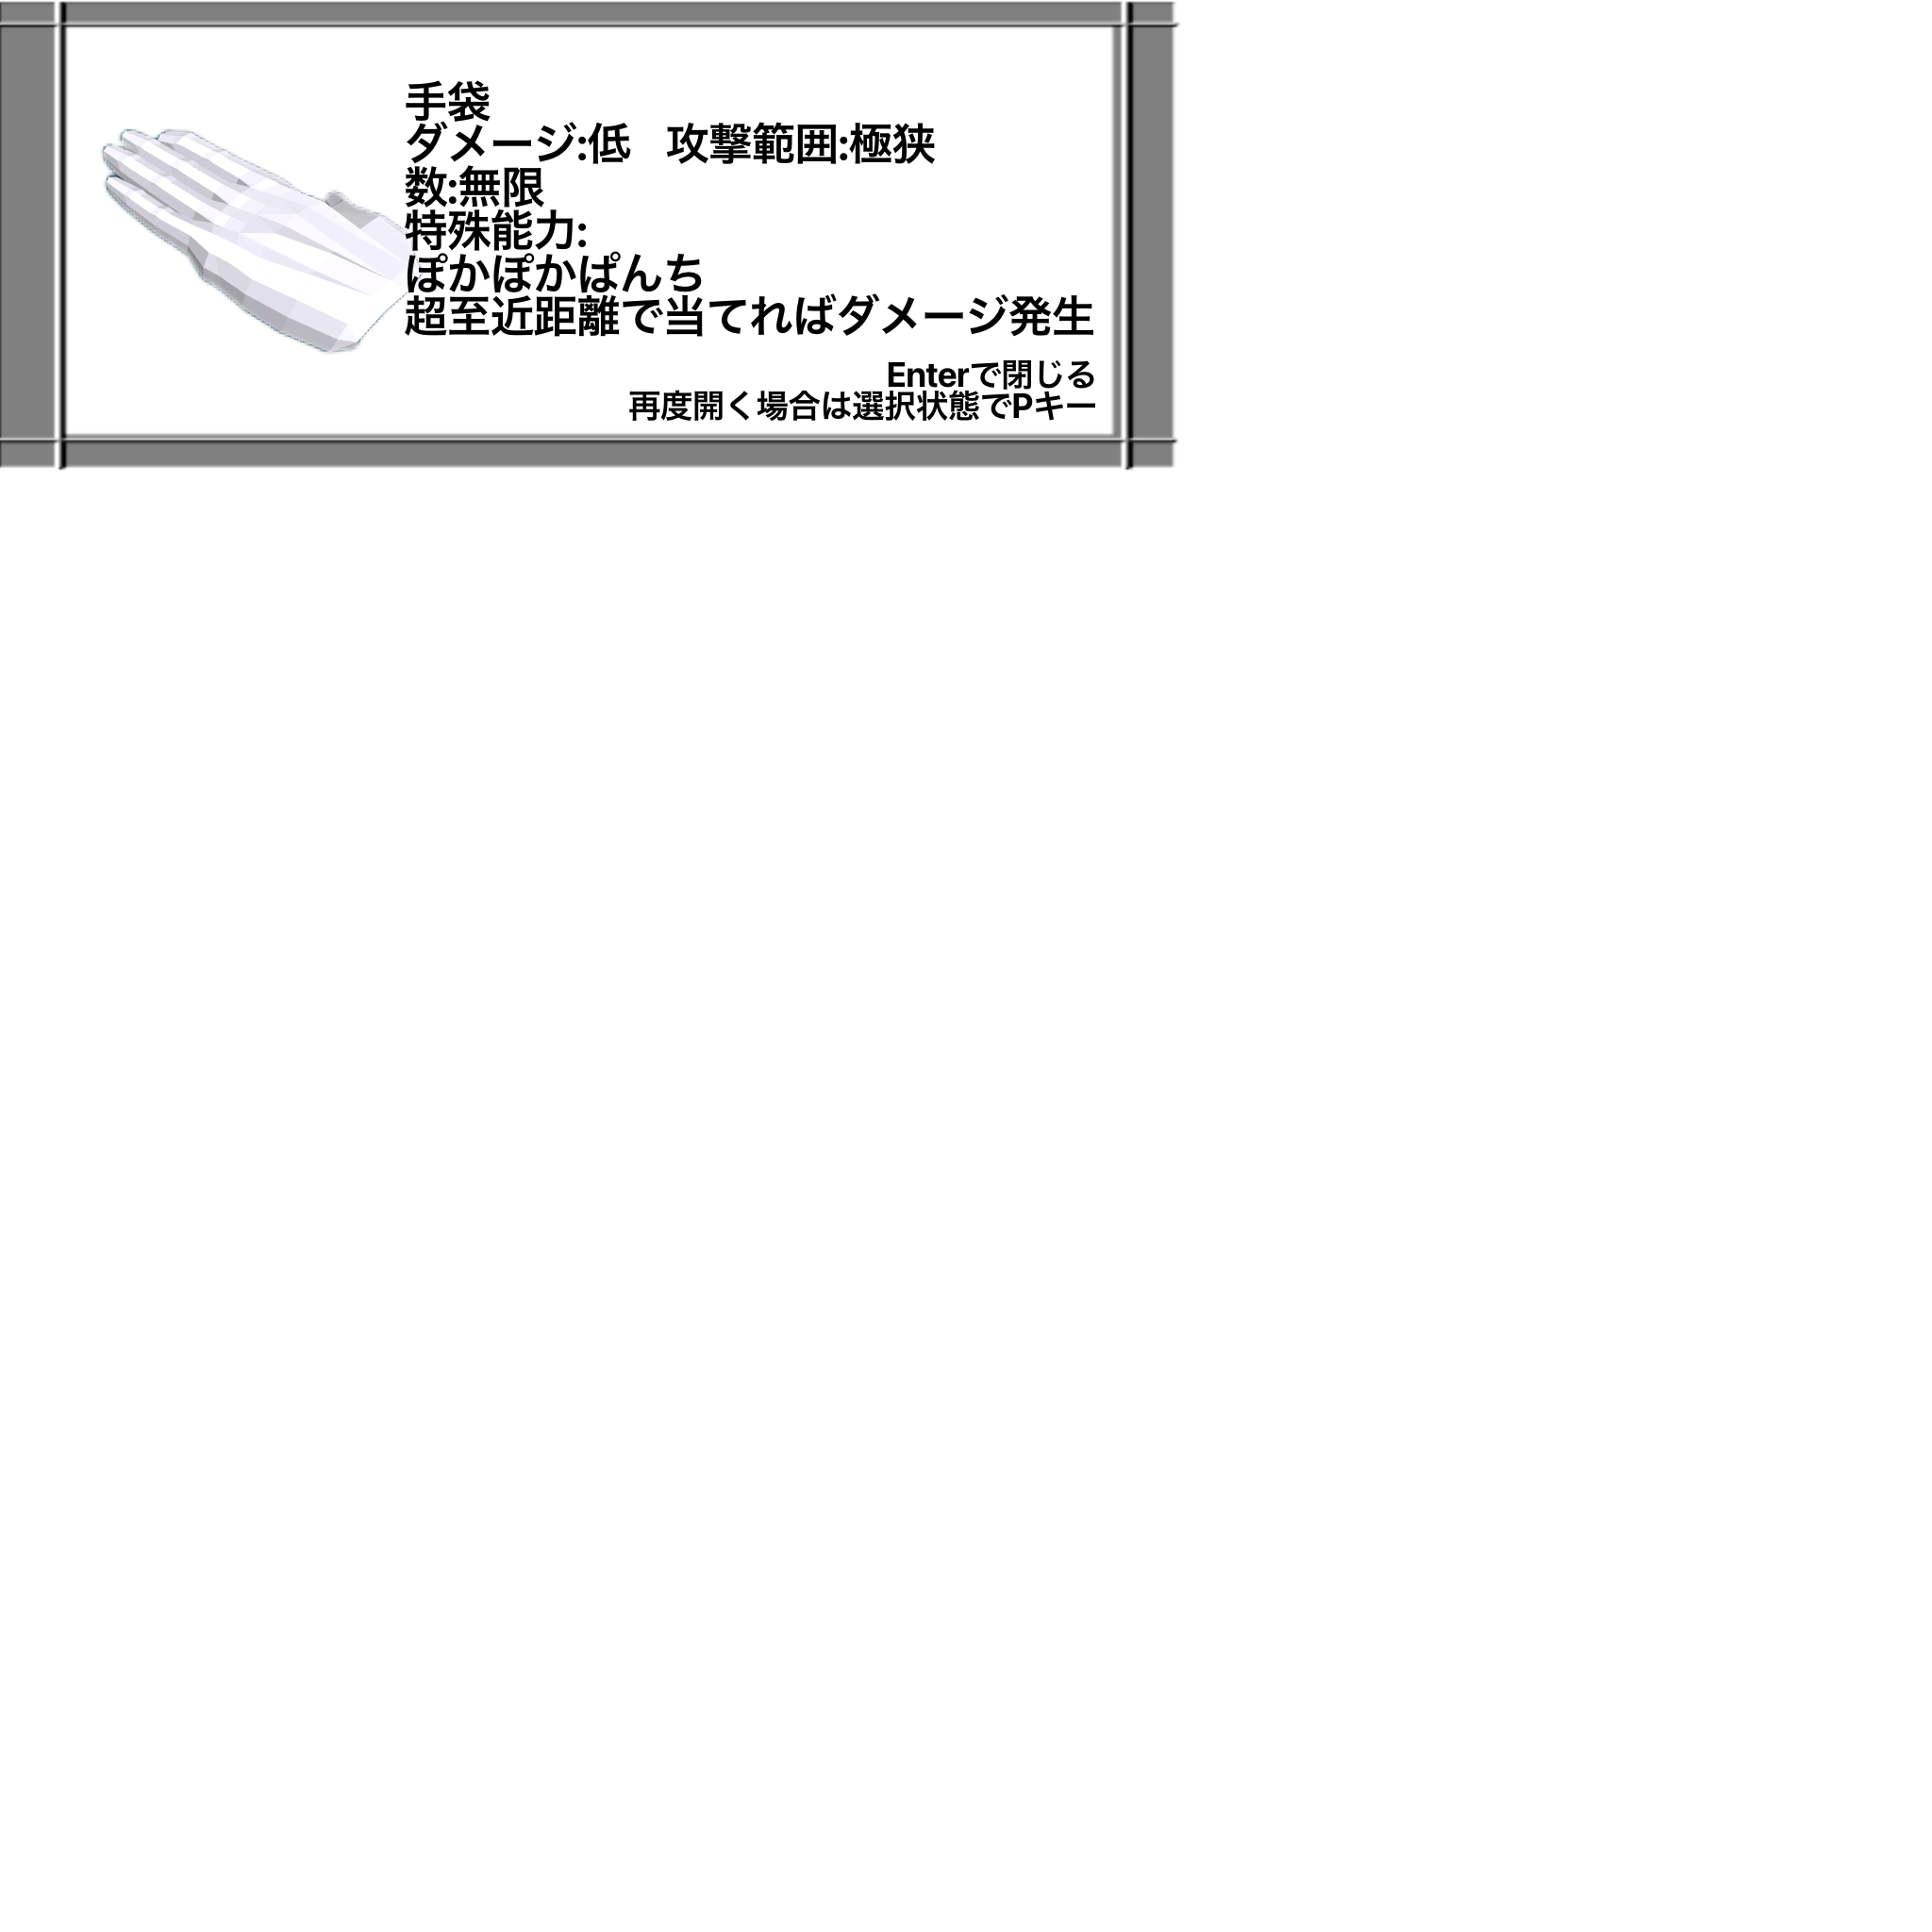 手袋
ダメージ:低　攻撃範囲:極狭
数:無限
特殊能力:
ぽかぽかぱんち
超至近距離で当てればダメージ発生
Enterで閉じる
再度開く場合は選択状態でPキー